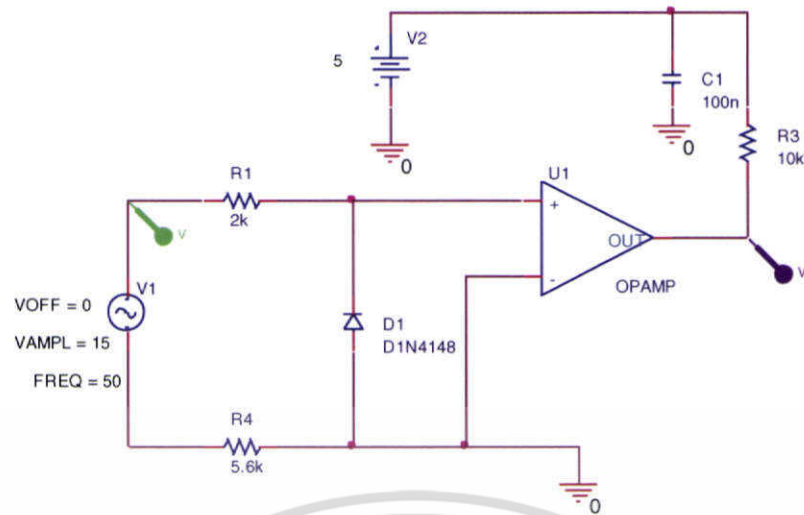 V2
5
C1
100n
R3
10k
0
0
R1
2k
U1
+
OUT
-
OPAMP
V
V
V1
VOFF = 0
VAMPL = 15
FREQ = 50
D1
D1N4148
R4
5.6k
0